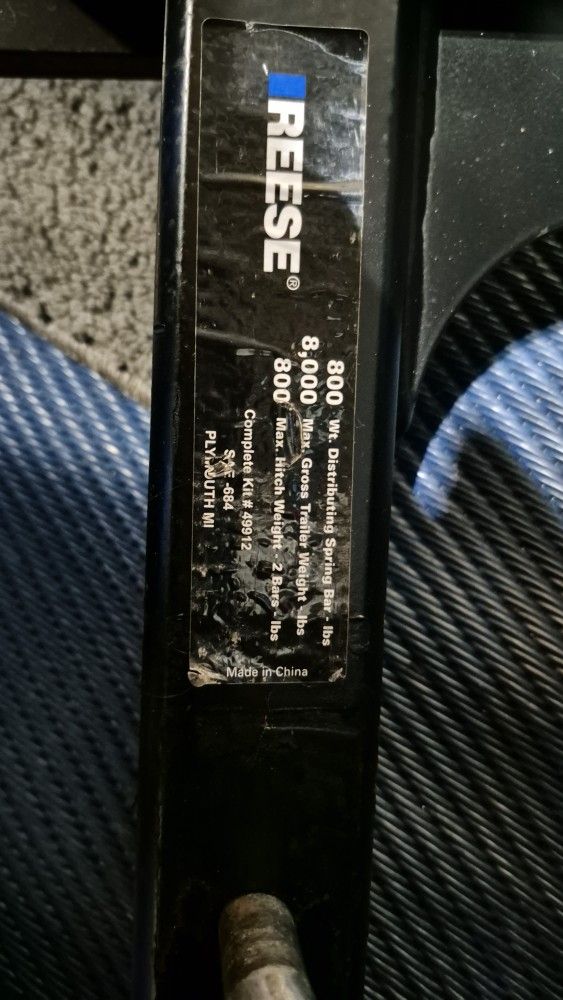 REESE®
800 Wt. Distributing Spring Bar - lbs
8,000 Max. Gross Trailer Weight - lbs
800 Max. Hitch Weight - 2 Bars - lbs
Complete Kit # 49912
-684
PLYMOUTH MI
Made in China